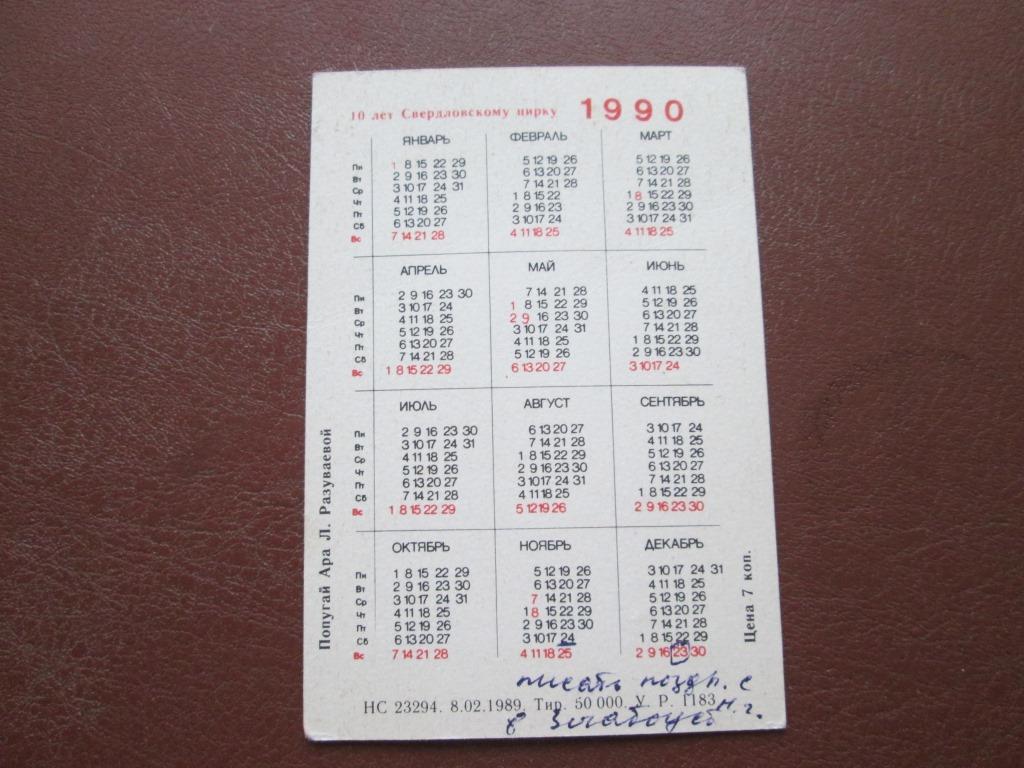 10 лет Свердловскому цирку 1990
ЯНВАРЬ ФЕВРАЛЬ МАРТ
Пн 1 8 15 22 29 5 12 19 26 5 12 19 26
Вт 2 9 16 23 30 6 13 20 27 6 13 20 27
Ср 3 10 17 24 31 7 14 21 28 7 14 21 28
Чт 4 11 18 25 1 8 15 22 1 8 15 22 29
Пт 5 12 19 26 2 9 16 23 2 9 16 23 30
Сб 6 13 20 27 3 10 17 24 3 10 17 24 31
Вс 7 14 21 28 4 11 18 25 4 11 18 25
АПРЕЛЬ МАЙ ИЮНЬ
Пн 2 9 16 23 30 7 14 21 28 4 11 18 25
Вт 3 10 17 24 1 8 15 22 29 5 12 19 26
Ср 4 11 18 25 2 9 16 23 30 6 13 20 27
Чт 5 12 19 26 3 10 17 24 31 7 14 21 28
Пт 6 13 20 27 4 11 18 25 1 8 15 22 29
Сб 7 14 21 28 5 12 19 26 2 9 16 23 30
Вс 1 8 15 22 29 6 13 20 27 3 10 17 24
ИЮЛЬ АВГУСТ СЕНТЯБРЬ
Пн 2 9 16 23 30 6 13 20 27 3 10 17 24
Вт 3 10 17 24 31 7 14 21 28 4 11 18 25
Ср 4 11 18 25 1 8 15 22 29 5 12 19 26
Чт 5 12 19 26 2 9 16 23 30 6 13 20 27
Пт 6 13 20 27 3 10 17 24 31 7 14 21 28
Сб 7 14 21 28 4 11 18 25 1 8 15 22 29
Вс 1 8 15 22 29 5 12 19 26 2 9 16 23 30
ОКТЯБРЬ НОЯБРЬ ДЕКАБРЬ
Пн 1 8 15 22 29 5 12 19 26 3 10 17 24 31
Вт 2 9 16 23 30 6 13 20 27 4 11 18 25
Ср 3 10 17 24 31 7 14 21 28 5 12 19 26
Чт 4 11 18 25 1 8 15 22 29 6 13 20 27
Пт 5 12 19 26 2 9 16 23 30 7 14 21 28
Сб 6 13 20 27 3 10 17 24 1 8 15 22 29
Вс 7 14 21 28 4 11 18 25 2 9 16 23 30
Попугай Ара Л. Разуваевой
Цена 7 коп.
писать поздр. с
НС 23294. 8.02.1989. Тир. 50 000. У. Р. 1183
Н. г.